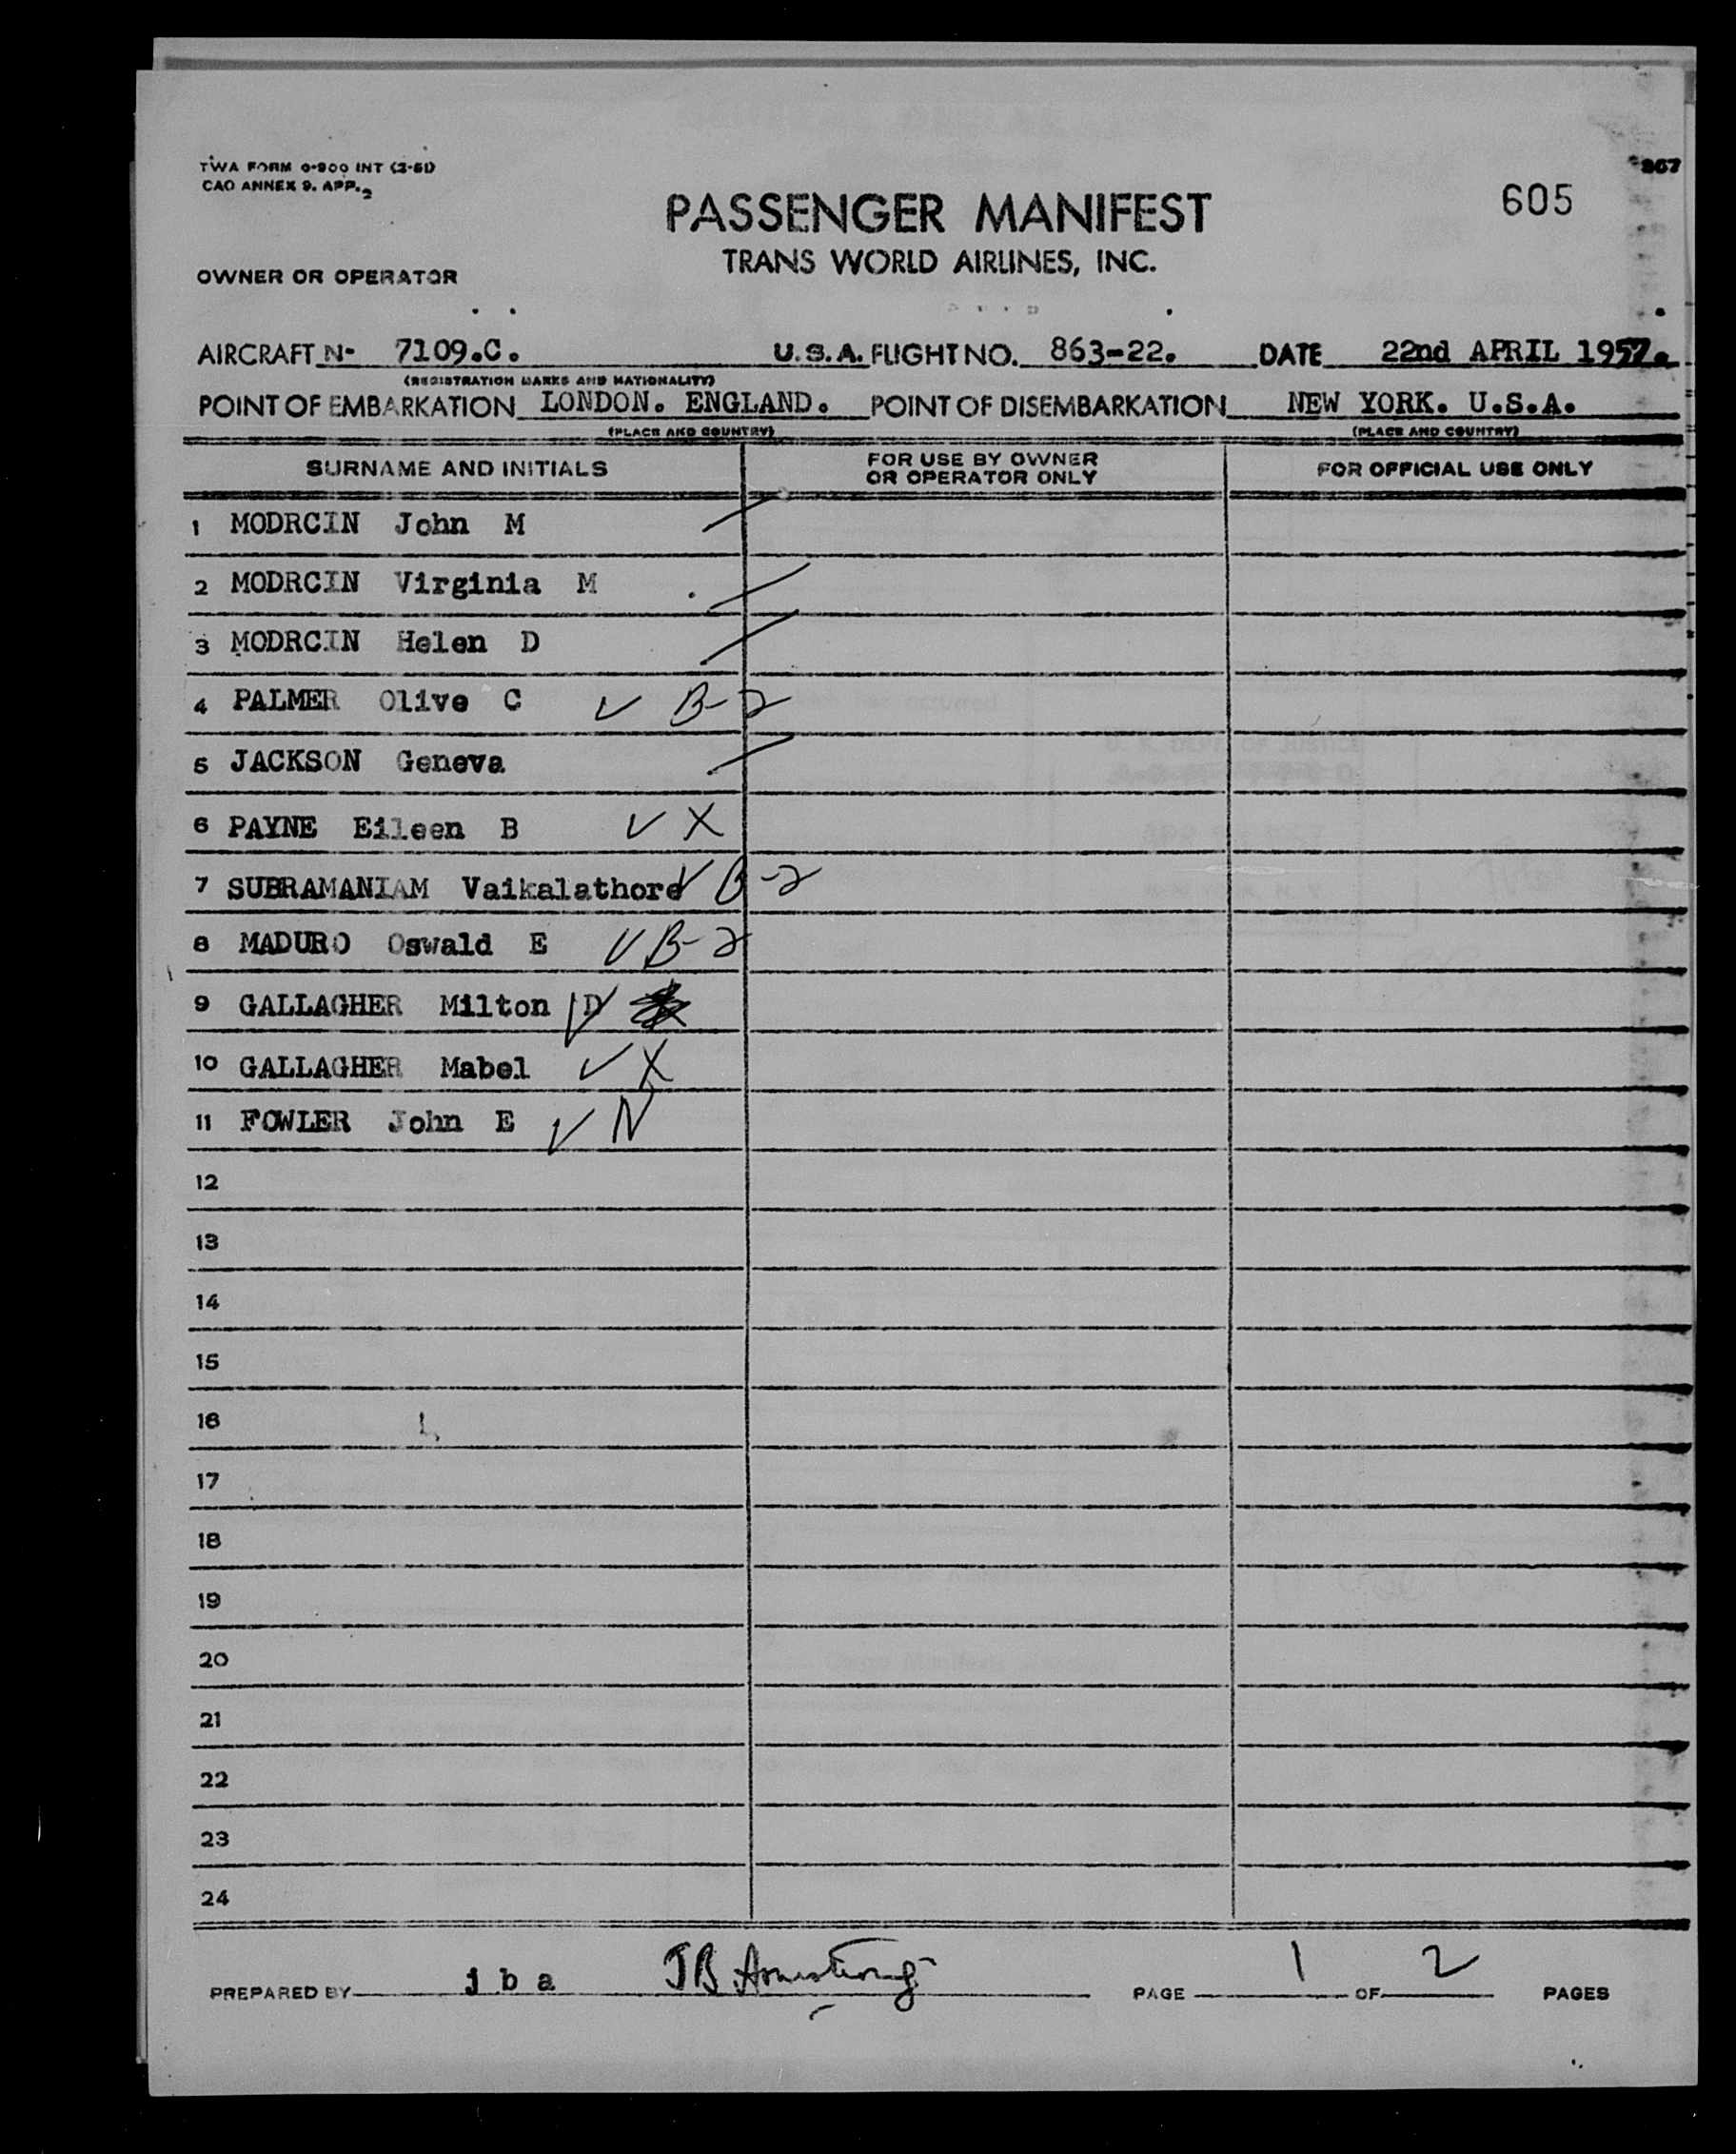 TWA FORM 0-900 INT (2-51)
CAO ANNEX 9. APP. 2
867
605
PASSENGER MANIFEST
TRANS WORLD AIRLINES, INC.
OWNER OR OPERATOR
AIRCRAFT N- 7109.C. U.S.A. FLIGHT NO. 863-22. DATE 22nd APRIL 1957.
(REGISTRATION MARKS AND NATIONALITY)
POINT OF EMBARKATION LONDON. ENGLAND. POINT OF DISEMBARKATION NEW YORK. U.S.A.
(PLACE AND COUNTRY) (PLACE AND COUNTRY)
SURNAME AND INITIALS FOR USE BY OWNER OR OPERATOR ONLY FOR OFFICIAL USE ONLY
1 MODRCIN John M
2 MODRCIN Virginia M
3 MODRCIN Helen D
4 PALMER Olive C ✓ B-2
5 JACKSON Geneva
6 PAYNE Eileen B ✓ X
7 SUBRAMANIAM Vaikalathore ✓ B-2
8 MADURO Oswald E ✓ B-2
9 GALLAGHER Milton D ✓
10 GALLAGHER Mabel ✓ X
11 FOWLER John E ✓ N
12
13
14
15
16
17
18
19
20
21
22
23
24
PREPARED BY j b a JB Armstrong PAGE 1 OF 2 PAGES